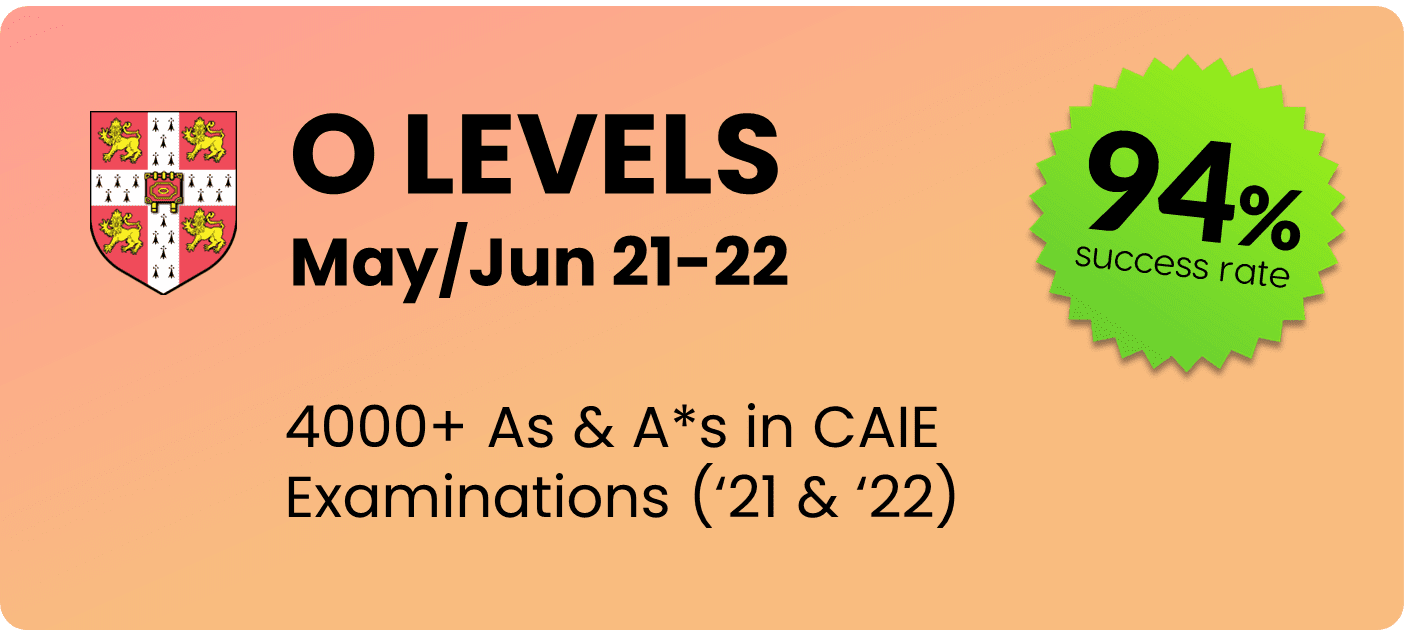 O LEVELS
May/Jun 21-22
94%
success rate
4000+ As & A*s in CAIE
Examinations (‘21 & ‘22)